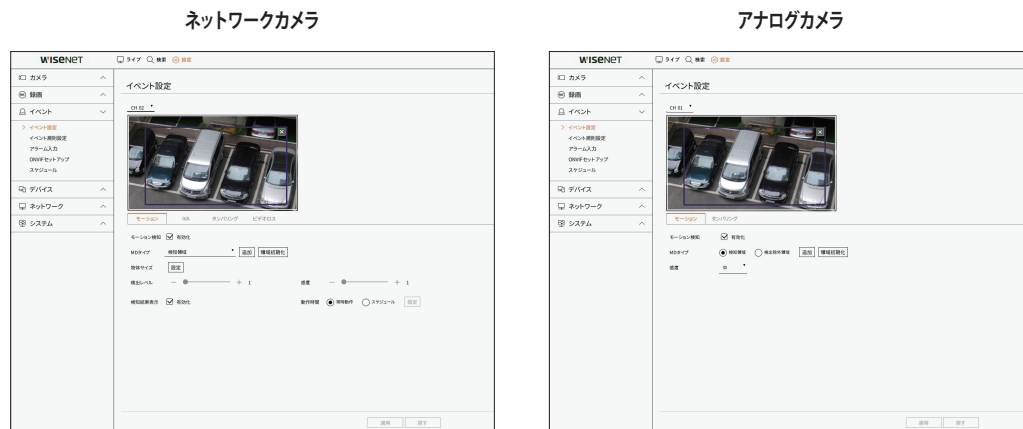 ネットワークカメラ
WISENET ライブ 検索 設定
カメラ
録画
イベント
イベント設定
イベント規則設定
アラーム入力
ONVIFセットアップ
スケジュール
デバイス
ネットワーク
システム
イベント設定
CH 02
モーション IVA タンパリング ビデオロス
モーション検知 有効化
MDタイプ 検知領域 追加 領域初期化
物体サイズ 設定
検出レベル − + 1 感度 − + 1
検知結果表示 有効化 動作時間 常時動作 スケジュール 設定
適用 戻す
アナログカメラ
WISENET ライブ 検索 設定
カメラ
録画
イベント
イベント設定
イベント規則設定
アラーム入力
ONVIFセットアップ
スケジュール
デバイス
ネットワーク
システム
イベント設定
CH 01
モーション タンパリング
モーション検知 有効化
MDタイプ 検知領域 検出除外領域 追加 領域初期化
感度 中
適用 戻す